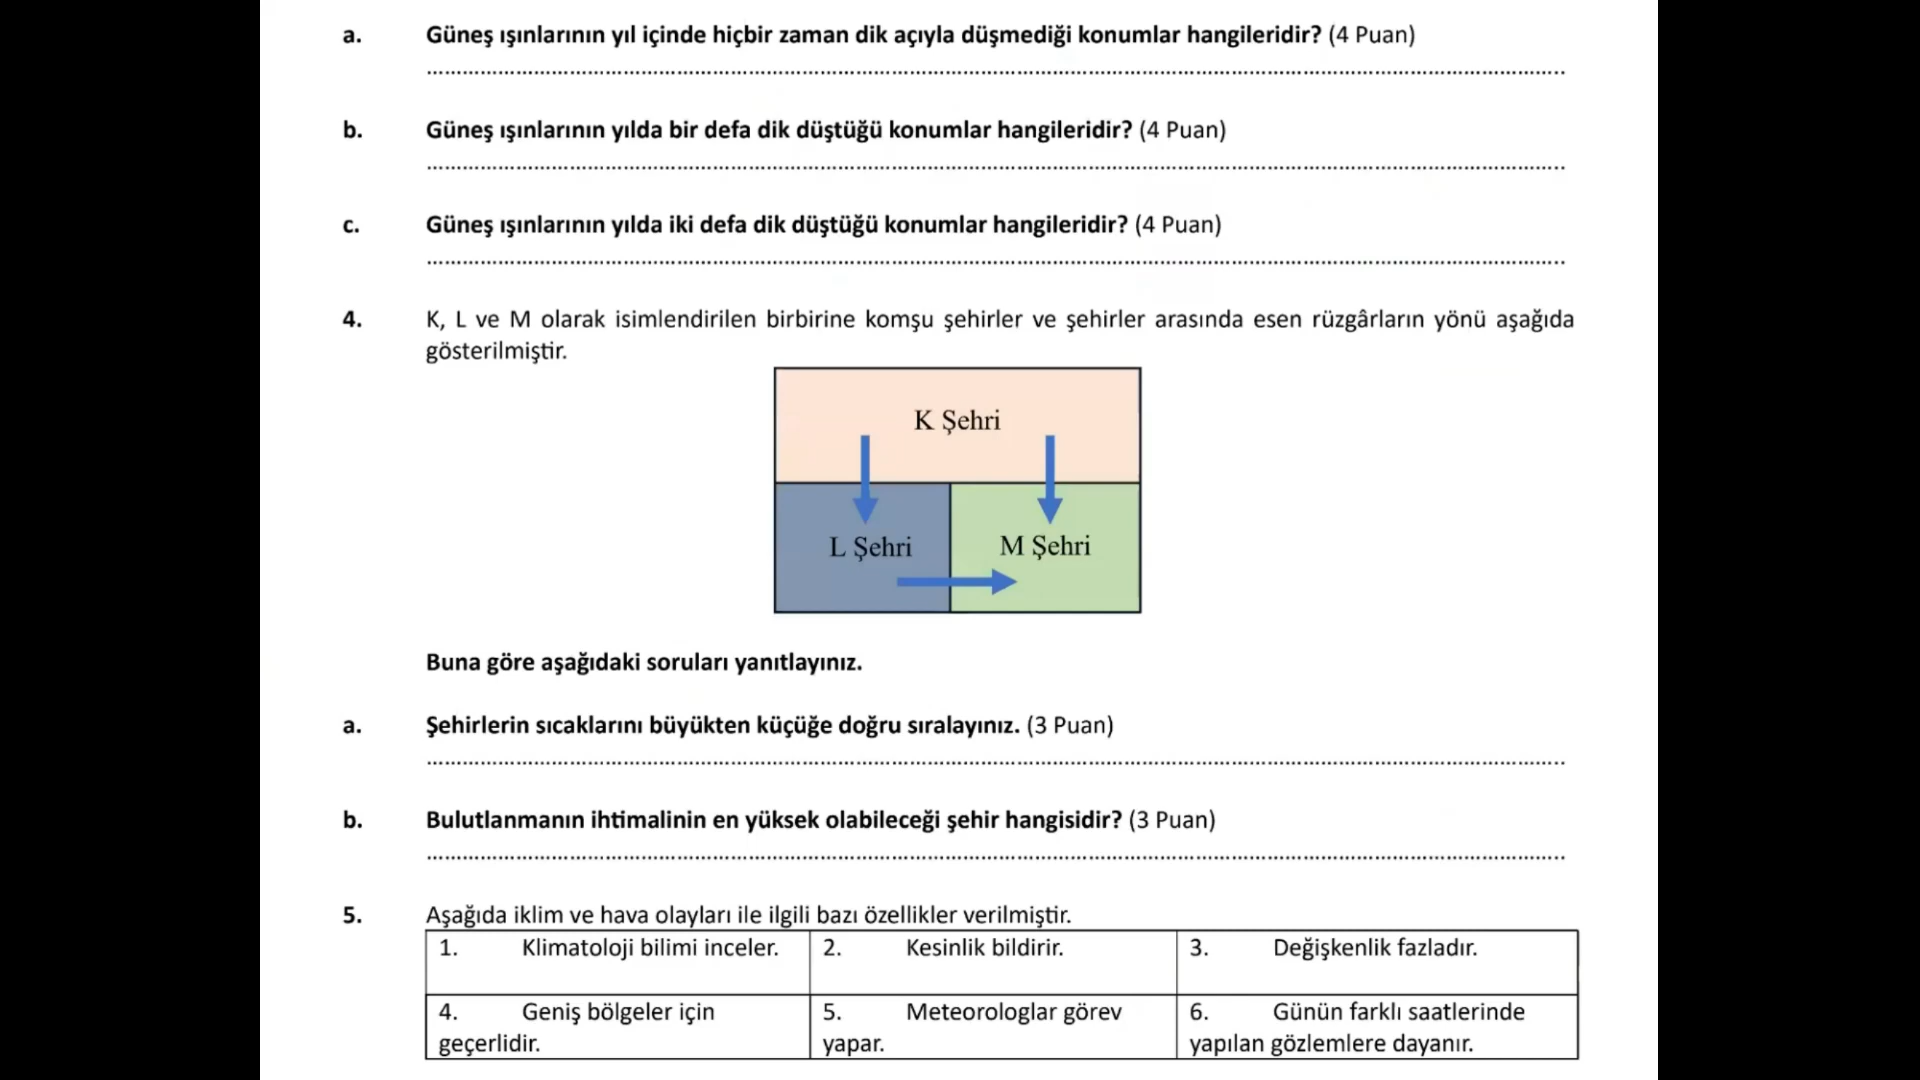 a. Güneş ışınlarının yıl içinde hiçbir zaman dik açıyla düşmediği konumlar hangileridir? (4 Puan)
b. Güneş ışınlarının yılda bir defa dik düştüğü konumlar hangileridir? (4 Puan)
c. Güneş ışınlarının yılda iki defa dik düştüğü konumlar hangileridir? (4 Puan)
4. K, L ve M olarak isimlendirilen birbirine komşu şehirler ve şehirler arasında esen rüzgârların yönü aşağıda
gösterilmiştir.
K Şehri
L Şehri
M Şehri
Buna göre aşağıdaki soruları yanıtlayınız.
a. Şehirlerin sıcaklarını büyükten küçüğe doğru sıralayınız. (3 Puan)
b. Bulutlanmanın ihtimalinin en yüksek olabileceği şehir hangisidir? (3 Puan)
5. Aşağıda iklim ve hava olayları ile ilgili bazı özellikler verilmiştir.
1. Klimatoloji bilimi inceler.
2. Kesinlik bildirir.
3. Değişkenlik fazladır.
4. Geniş bölgeler için
geçerlidir.
5. Meteorologlar görev
yapar.
6. Günün farklı saatlerinde
yapılan gözlemlere dayanır.